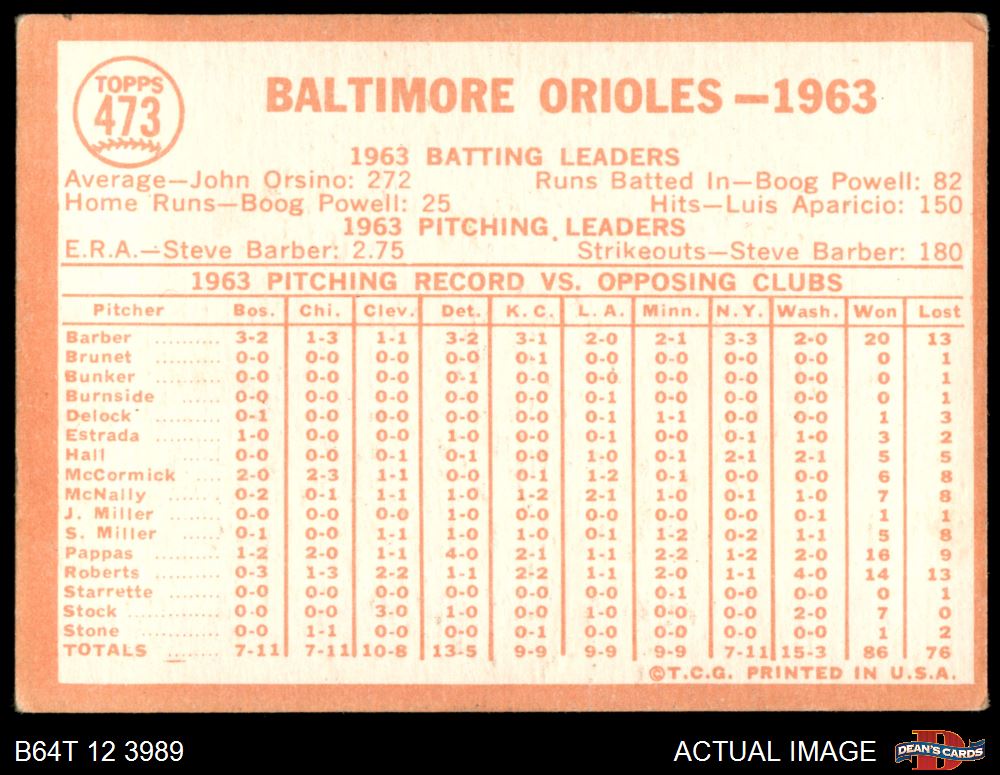 TOPPS
473
BALTIMORE ORIOLES—1963
1963 BATTING LEADERS
Average—John Orsino: 272 Runs Batted In—Boog Powell: 82
Home Runs—Boog Powell: 25 Hits—Luis Aparicio: 150
1963 PITCHING LEADERS
E.R.A.—Steve Barber: 2.75 Strikeouts—Steve Barber: 180
1963 PITCHING RECORD VS. OPPOSING CLUBS
Pitcher Bos. Chi. Clev. Det. K.C. L.A. Minn. N.Y. Wash. Won Lost
Barber .......... 3-2 1-3 1-1 3-2 3-1 2-0 2-1 3-3 2-0 20 13
Brunet .......... 0-0 0-0 0-0 0-0 0-1 0-0 0-0 0-0 0-0 0 1
Bunker .......... 0-0 0-0 0-0 0-1 0-0 0-0 0-0 0-0 0-0 0 1
Burnside ....... 0-0 0-0 0-0 0-0 0-0 0-1 0-0 0-0 0-0 0 1
Delock .......... 0-1 0-0 0-0 0-0 0-0 0-1 1-1 0-0 0-0 1 3
Estrada ......... 1-0 0-0 0-0 1-0 0-0 0-1 0-0 0-1 1-0 3 2
Hall .............. 0-0 0-0 0-1 0-1 0-0 1-0 0-1 2-1 2-1 5 5
McCormick .... 2-0 2-3 1-1 0-0 0-1 1-2 0-1 0-0 0-0 6 8
McNally ........ 0-2 0-1 1-1 1-0 1-2 2-1 1-0 0-1 1-0 7 8
J. Miller ........ 0-0 0-0 0-0 1-0 0-0 0-0 0-0 0-0 0-1 1 1
S. Miller ........ 0-1 0-0 1-1 1-0 1-0 0-1 1-2 0-2 1-1 5 8
Pappas .......... 1-2 2-0 1-1 4-0 2-1 1-1 2-2 1-2 2-0 16 9
Roberts ......... 0-3 1-3 2-2 1-1 2-2 1-1 2-0 1-1 4-0 14 13
Starrette ....... 0-0 0-0 0-0 0-0 0-0 0-0 0-1 0-0 0-0 0 1
Stock ............ 0-0 0-0 3-0 1-0 0-0 1-0 0-0 0-0 2-0 7 0
Stone ............ 0-0 1-1 0-0 0-0 0-1 0-0 0-0 0-0 0-0 1 2
TOTALS ........ 7-11 7-11 10-8 13-5 9-9 9-9 9-9 7-11 15-3 86 76
©T.C.G. PRINTED IN U.S.A.
B64T 12 3989 ACTUAL IMAGE DEAN'S CARDS